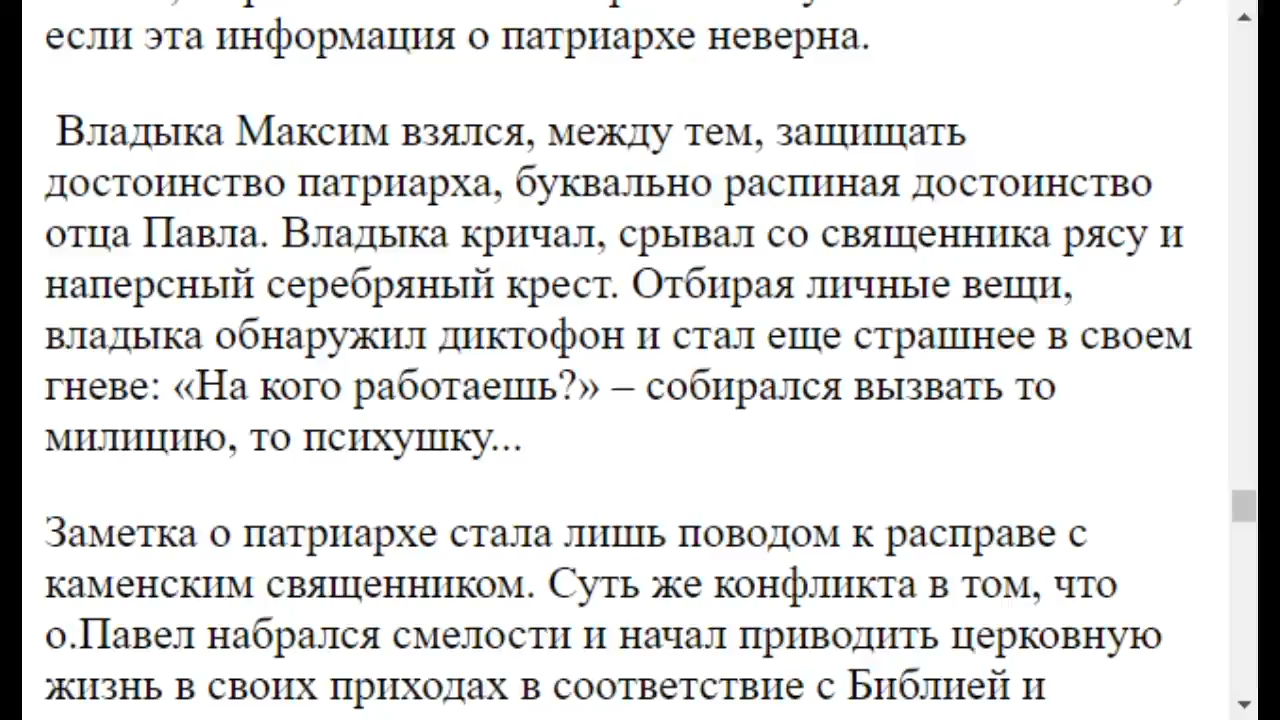 если эта информация о патриархе неверна.
Владыка Максим взялся, между тем, защищать
достоинство патриарха, буквально распиная достоинство
отца Павла. Владыка кричал, срывал со священника рясу и
наперсный серебряный крест. Отбирая личные вещи,
владыка обнаружил диктофон и стал еще страшнее в своем
гневе: «На кого работаешь?» – собирался вызвать то
милицию, то психушку...
Заметка о патриархе стала лишь поводом к расправе с
каменским священником. Суть же конфликта в том, что
о.Павел набрался смелости и начал приводить церковную
жизнь в своих приходах в соответствие с Библией и